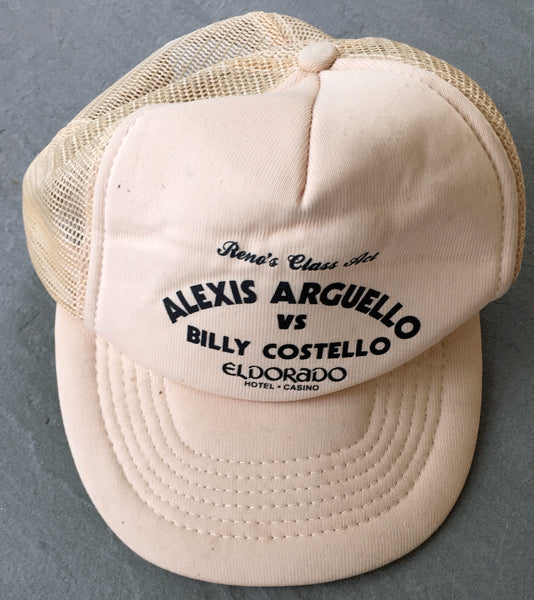 Reno's Class Act
ALEXIS ARGUELLO
VS
BILLY COSTELLO
ELDORADO
HOTEL • CASINO